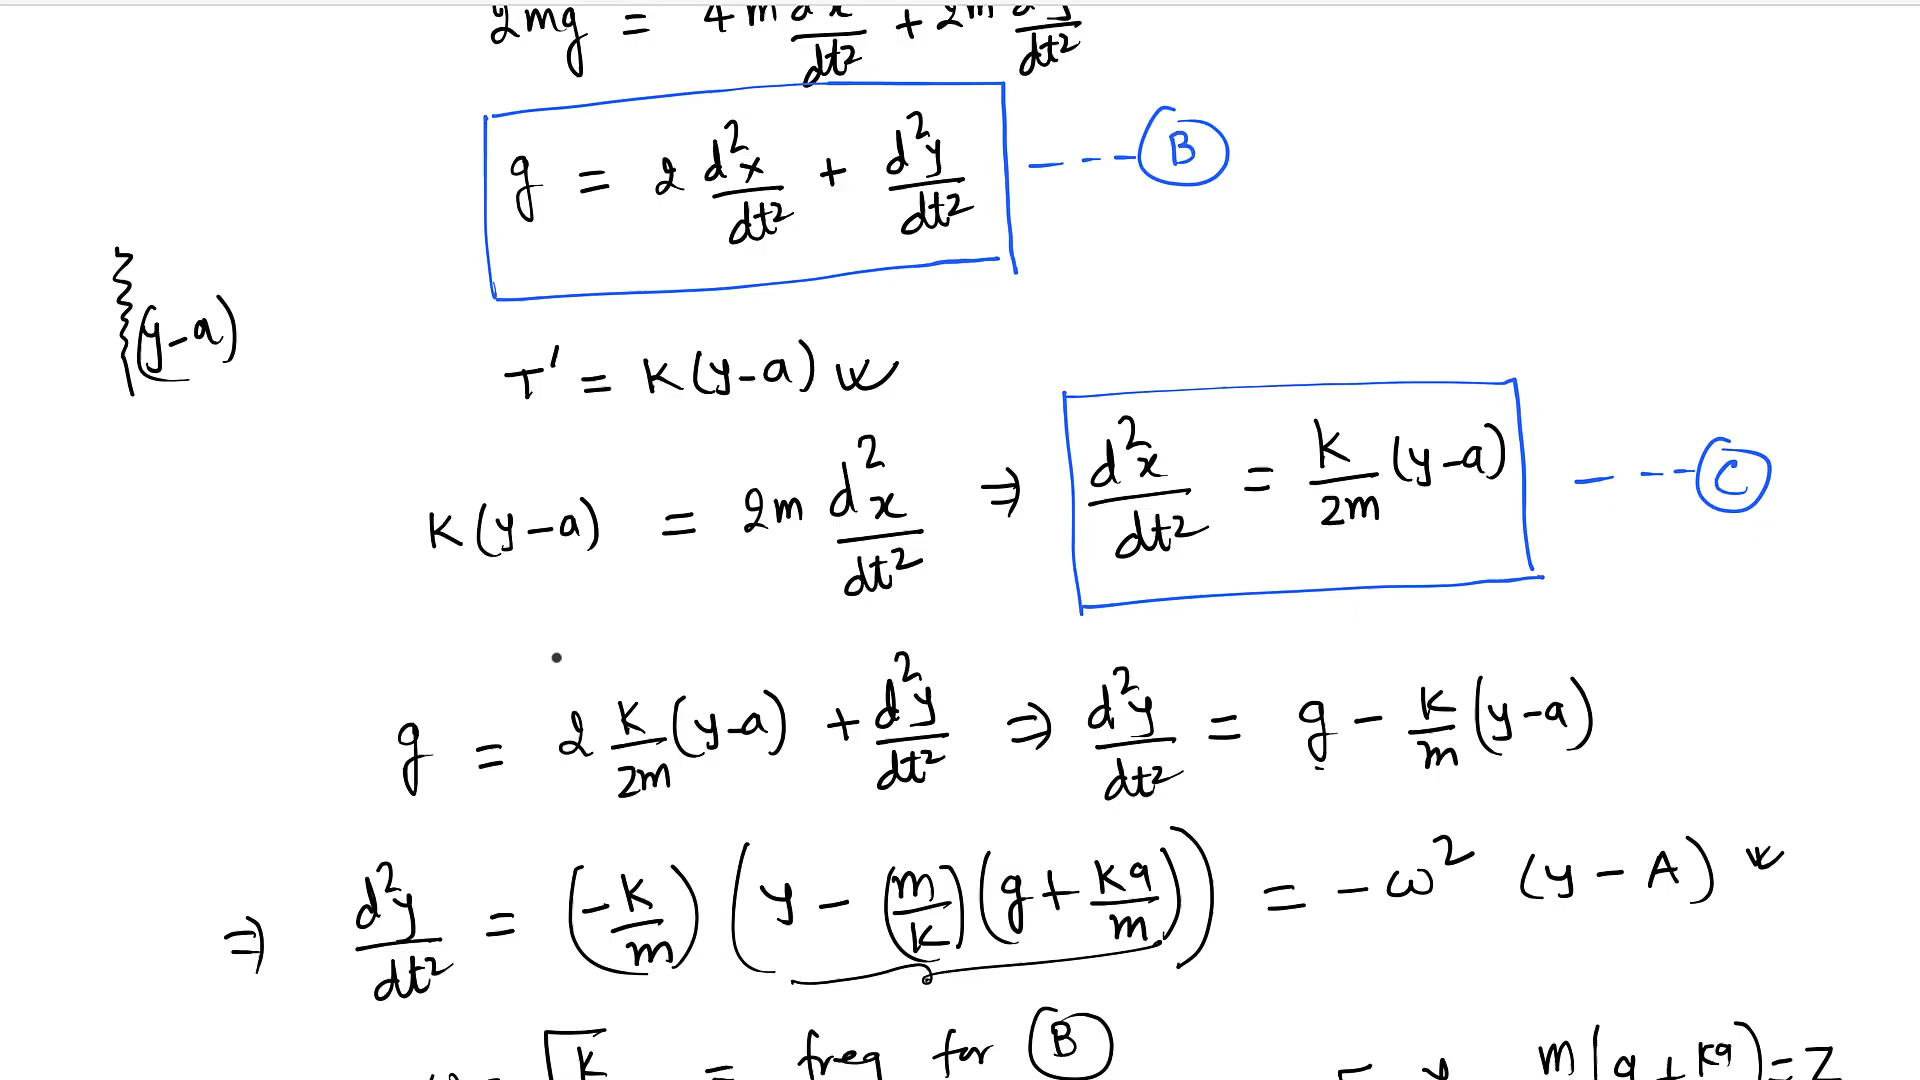 2mg = 4m d²x/dt² + 2m d²y/dt²
g = 2 d²x/dt² + d²y/dt² --- B
(y-a)
T' = K(y-a)
K(y-a) = 2m d²x/dt² ⇒ d²x/dt² = k/2m (y-a) --- C
g = 2 K/2m (y-a) + d²y/dt² ⇒ d²y/dt² = g - K/m (y-a)
⇒ d²y/dt² = (-K/m) (y - (m/K)(g + Ka/m)) = -ω² (y - A)
= freq for B